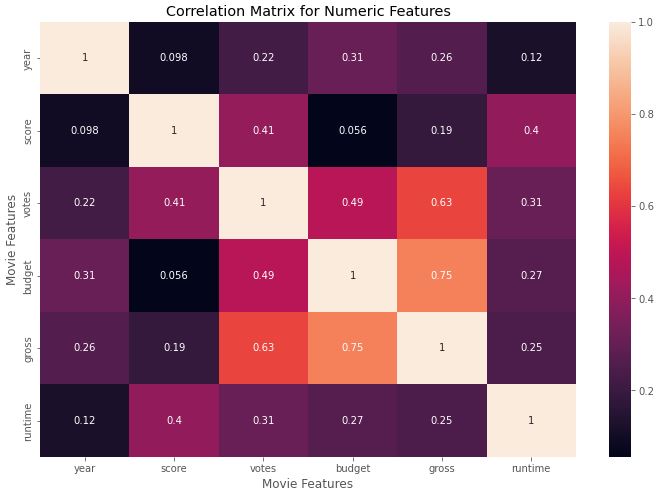 Correlation Matrix for Numeric Features
1.0
year 1 0.098 0.22 0.31 0.26 0.12
0.8
score 0.098 1 0.41 0.056 0.19 0.4
votes 0.22 0.41 1 0.49 0.63 0.31
0.6
Movie Features
budget 0.31 0.056 0.49 1 0.75 0.27
0.4
gross 0.26 0.19 0.63 0.75 1 0.25
0.2
runtime 0.12 0.4 0.31 0.27 0.25 1
year score votes budget gross runtime
Movie Features